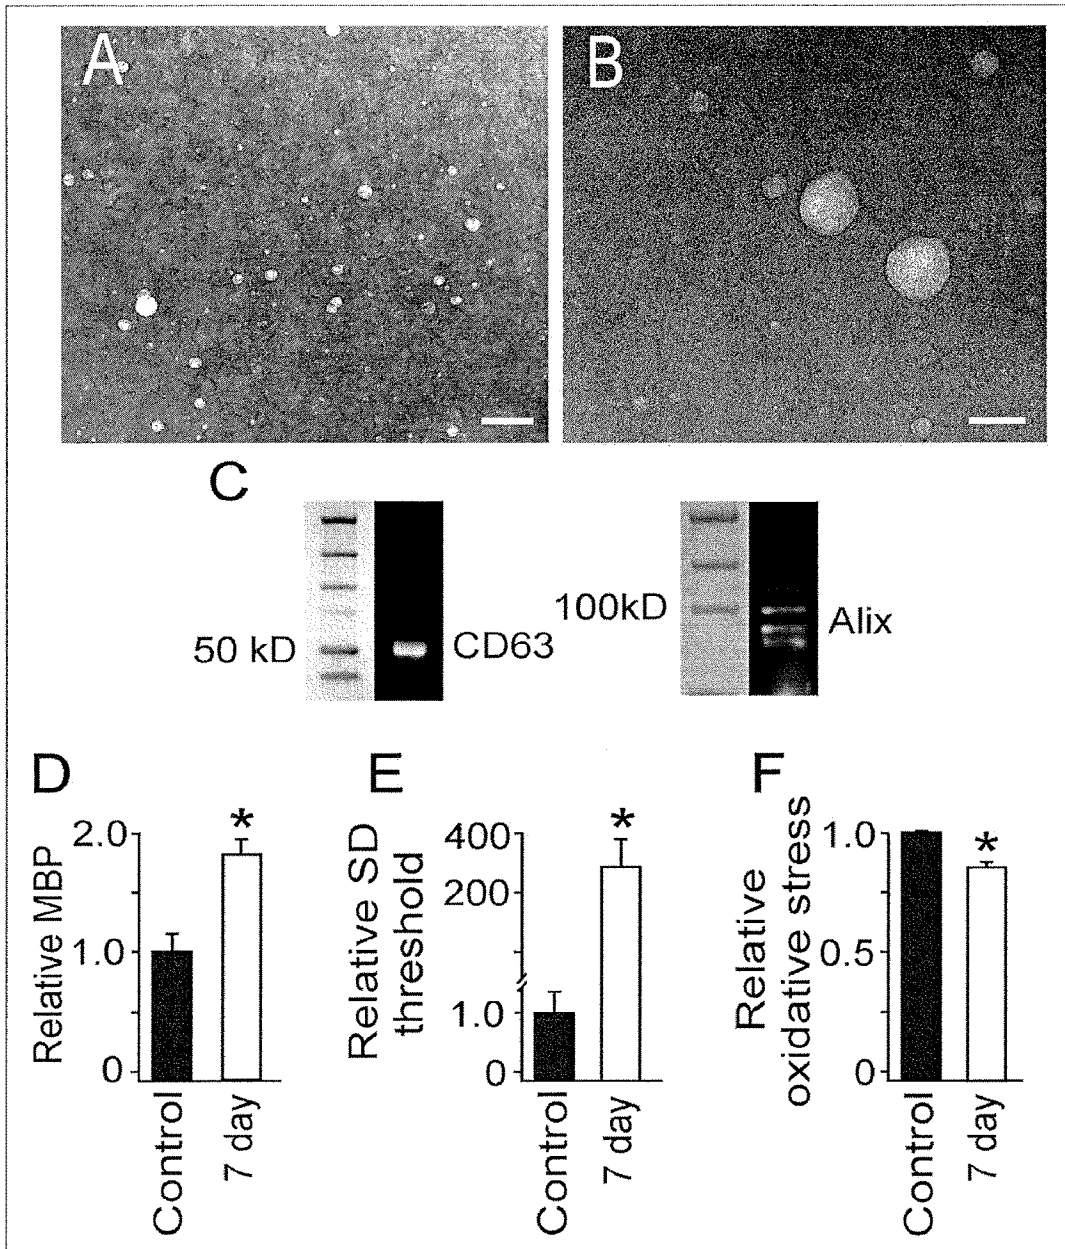 A
B
C
50 kD
CD63
100kD
Alix
D
Relative MBP
2.0
1.0
0
*
Control
7 day
E
Relative SD
threshold
400
200
1.0
0
*
Control
7 day
F
Relative
oxidative stress
1.0
0.5
0
*
Control
7 day